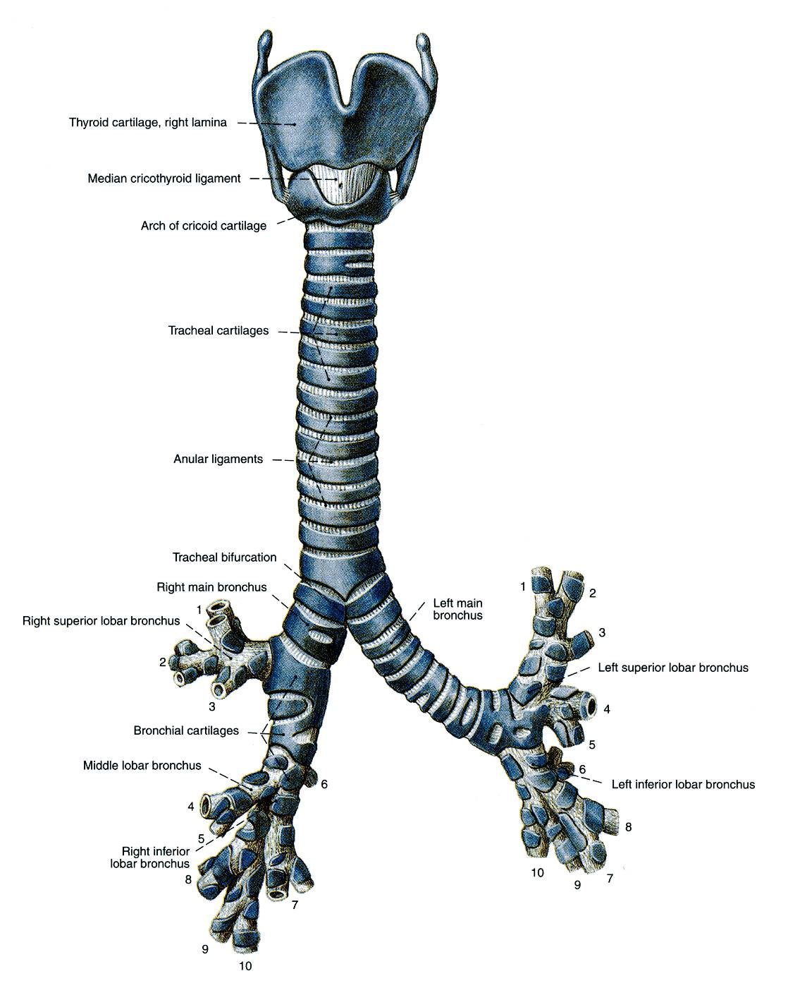 Thyroid cartilage, right lamina
Median cricothyroid ligament
Arch of cricoid cartilage
Tracheal cartilages
Anular ligaments
Tracheal bifurcation
Right main bronchus
1
Right superior lobar bronchus
2
3
Bronchial cartilages
Middle lobar bronchus
6
4
5
Right inferior
lobar bronchus
8
7
9
10
Left main
bronchus
1
2
3
Left superior lobar bronchus
4
5
6
Left inferior lobar bronchus
8
10
9
7